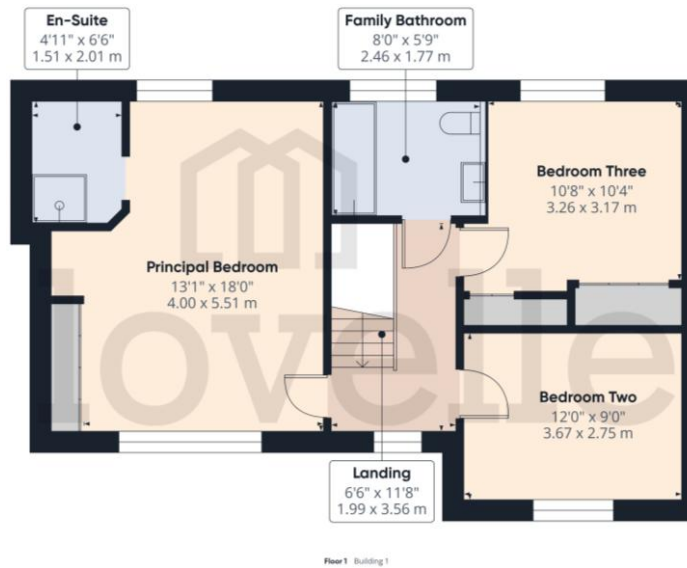 En-Suite
4'11" x 6'6"
1.51 x 2.01 m
Family Bathroom
8'0" x 5'9"
2.46 x 1.77 m
Bedroom Three
10'8" x 10'4"
3.26 x 3.17 m
Principal Bedroom
13'1" x 18'0"
4.00 x 5.51 m
lovelle
Bedroom Two
12'0" x 9'0"
3.67 x 2.75 m
Landing
6'6" x 11'8"
1.99 x 3.56 m
Floor 1 Building 1